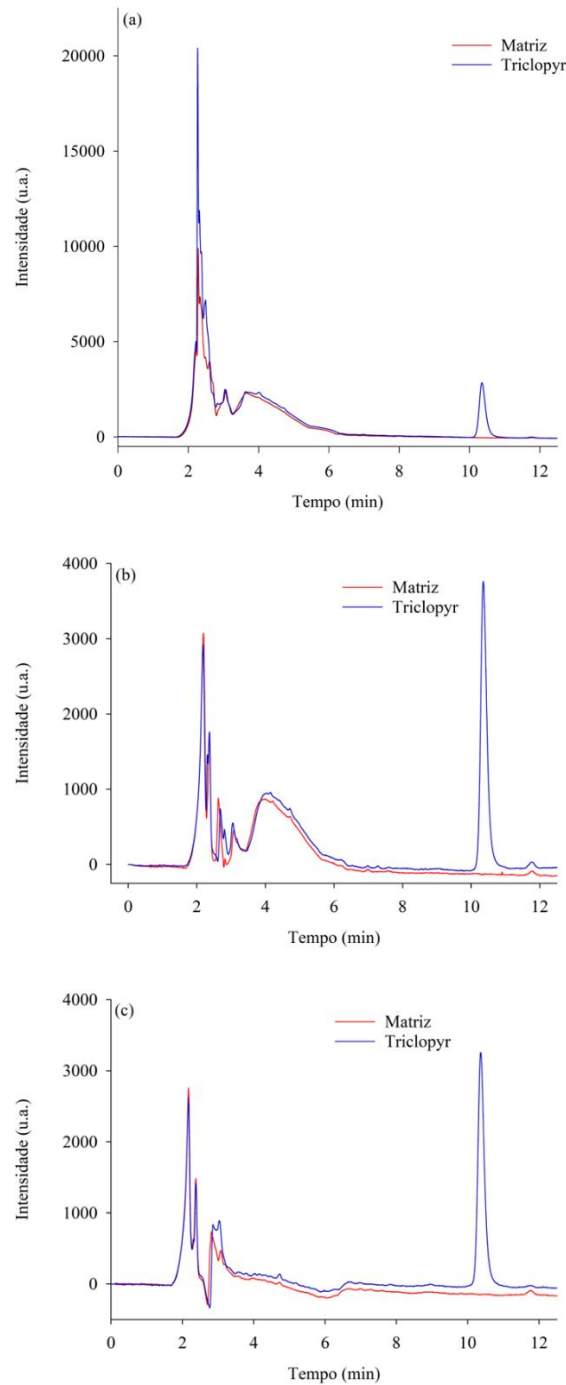 (a)
Matriz
Triclopyr
20000
15000
10000
5000
0
Intensidade (u.a.)
0 2 4 6 8 10 12
Tempo (min)
(b)
Matriz
Triclopyr
4000
3000
2000
1000
0
Intensidade (u.a.)
0 2 4 6 8 10 12
Tempo (min)
(c)
Matriz
Triclopyr
4000
3000
2000
1000
0
Intensidade (u.a.)
0 2 4 6 8 10 12
Tempo (min)